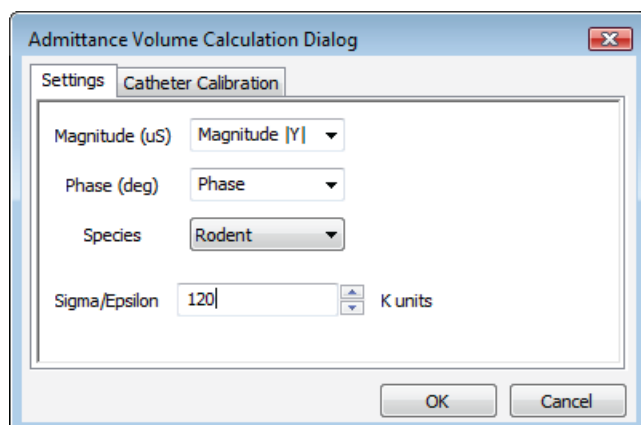 Admittance Volume Calculation Dialog
Settings Catheter Calibration
Magnitude (uS) Magnitude |Y|
Phase (deg) Phase
Species Rodent
Sigma/Epsilon 120 K units
OK Cancel